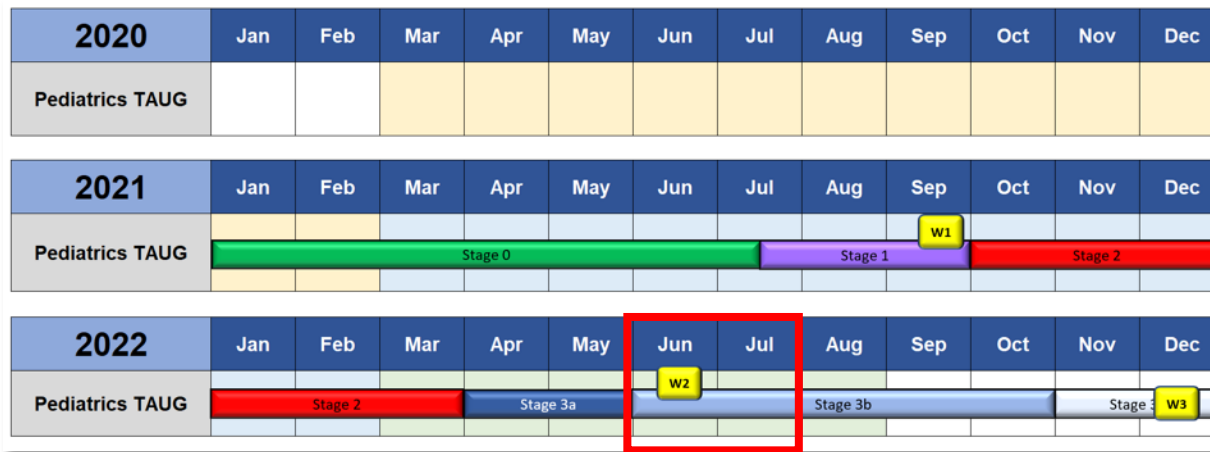 2020 Jan Feb Mar Apr May Jun Jul Aug Sep Oct Nov Dec
Pediatrics TAUG
2021 Jan Feb Mar Apr May Jun Jul Aug Sep Oct Nov Dec
W1
Pediatrics TAUG Stage 0 Stage 1 Stage 2
2022 Jan Feb Mar Apr May Jun Jul Aug Sep Oct Nov Dec
W2
Pediatrics TAUG Stage 2 Stage 3a Stage 3b Stage 3 W3